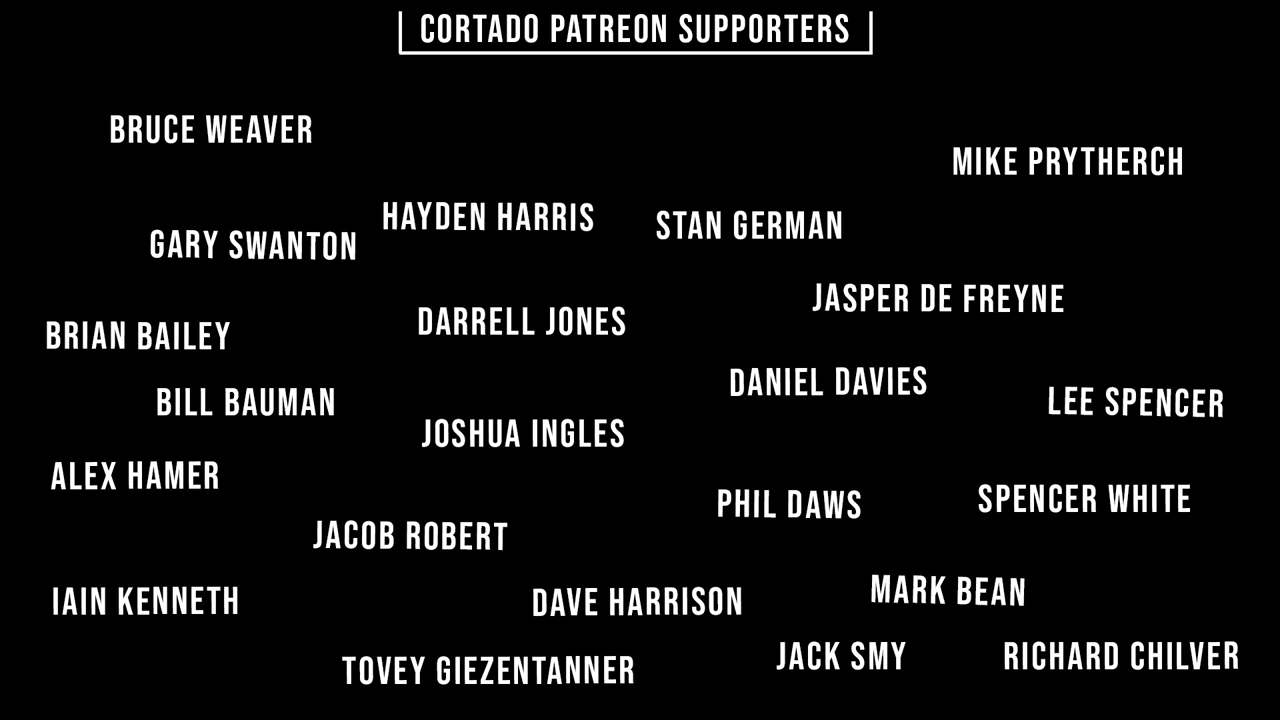 CORTADO PATREON SUPPORTERS
BRUCE WEAVER
MIKE PRYTHERCH
HAYDEN HARRIS
STAN GERMAN
GARY SWANTON
JASPER DE FREYNE
DARRELL JONES
BRIAN BAILEY
DANIEL DAVIES
BILL BAUMAN
LEE SPENCER
JOSHUA INGLES
ALEX HAMER
PHIL DAWS
SPENCER WHITE
JACOB ROBERT
IAIN KENNETH
DAVE HARRISON
MARK BEAN
TOVEY GIEZENTANNER
JACK SMY
RICHARD CHILVER